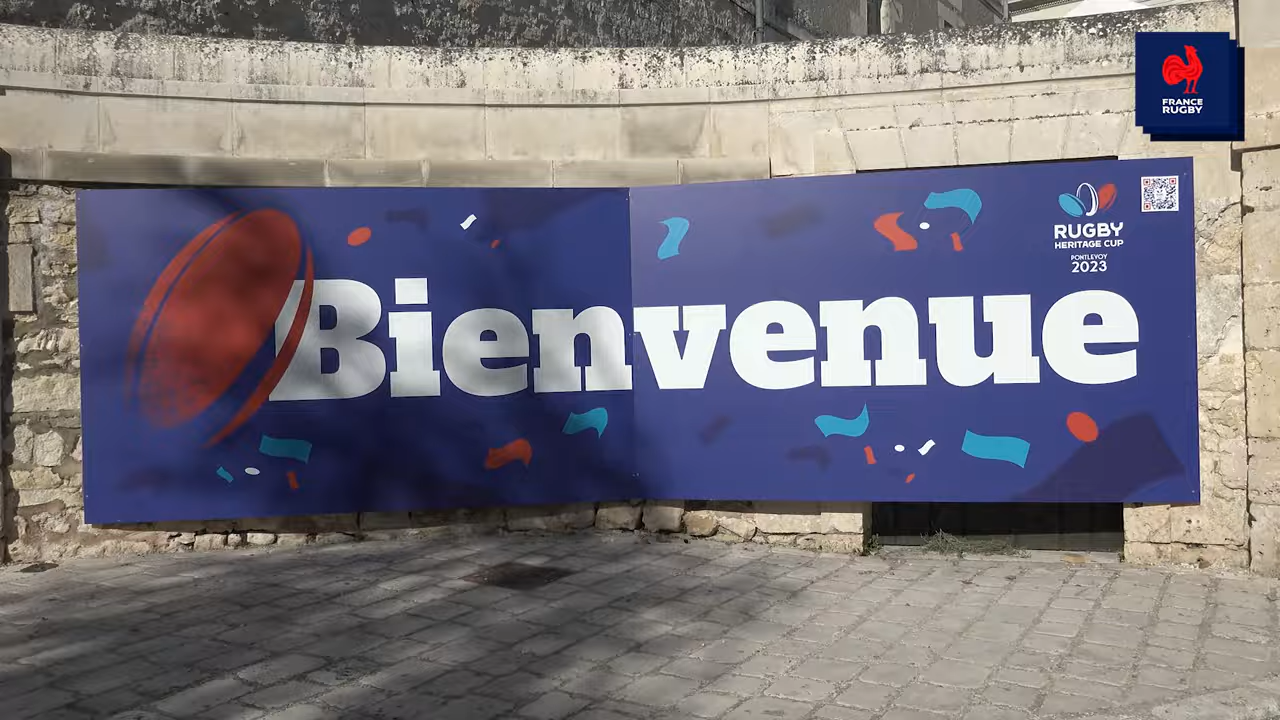 FRANCE
RUGBY
RUGBY
HERITAGE CUP
PONTLEVOY
2023
Bienvenue